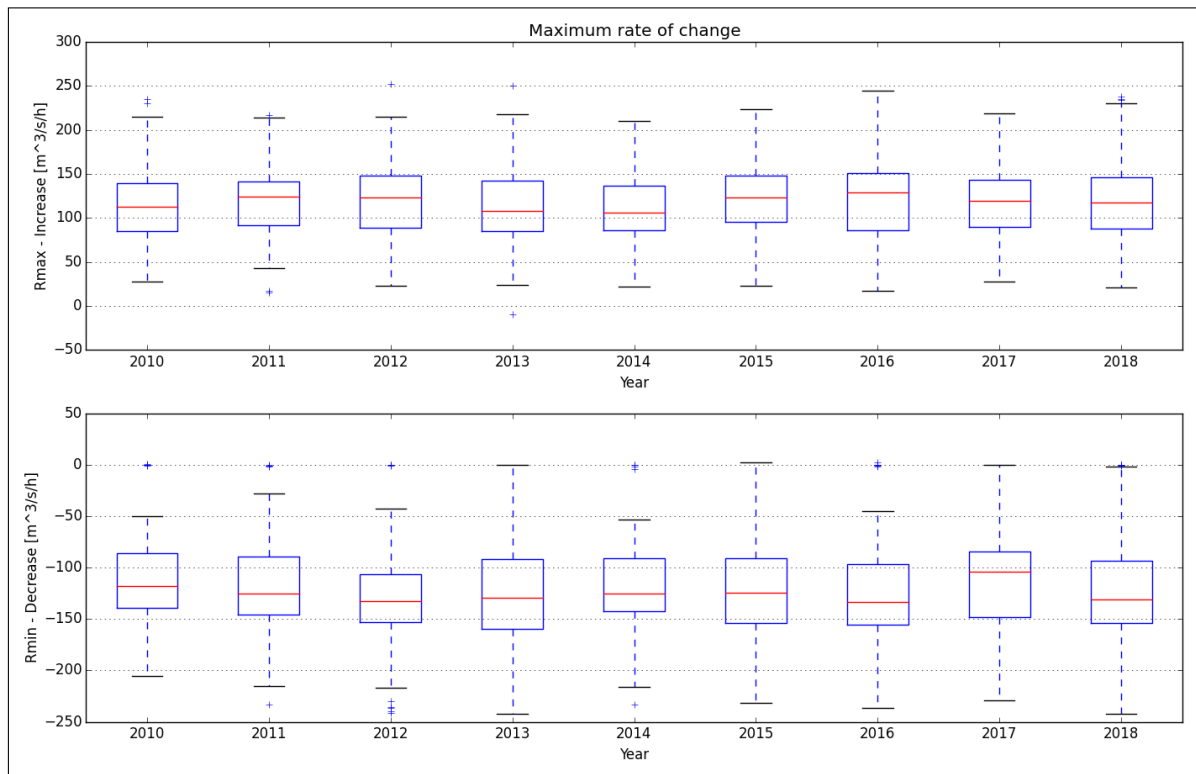 Maximum rate of change
Rmax - Increase [m^3/s/h]
300
250
200
150
100
50
0
−50
2010 2011 2012 2013 2014 2015 2016 2017 2018
Year
Rmin - Decrease [m^3/s/h]
50
0
−50
−100
−150
−200
−250
2010 2011 2012 2013 2014 2015 2016 2017 2018
Year